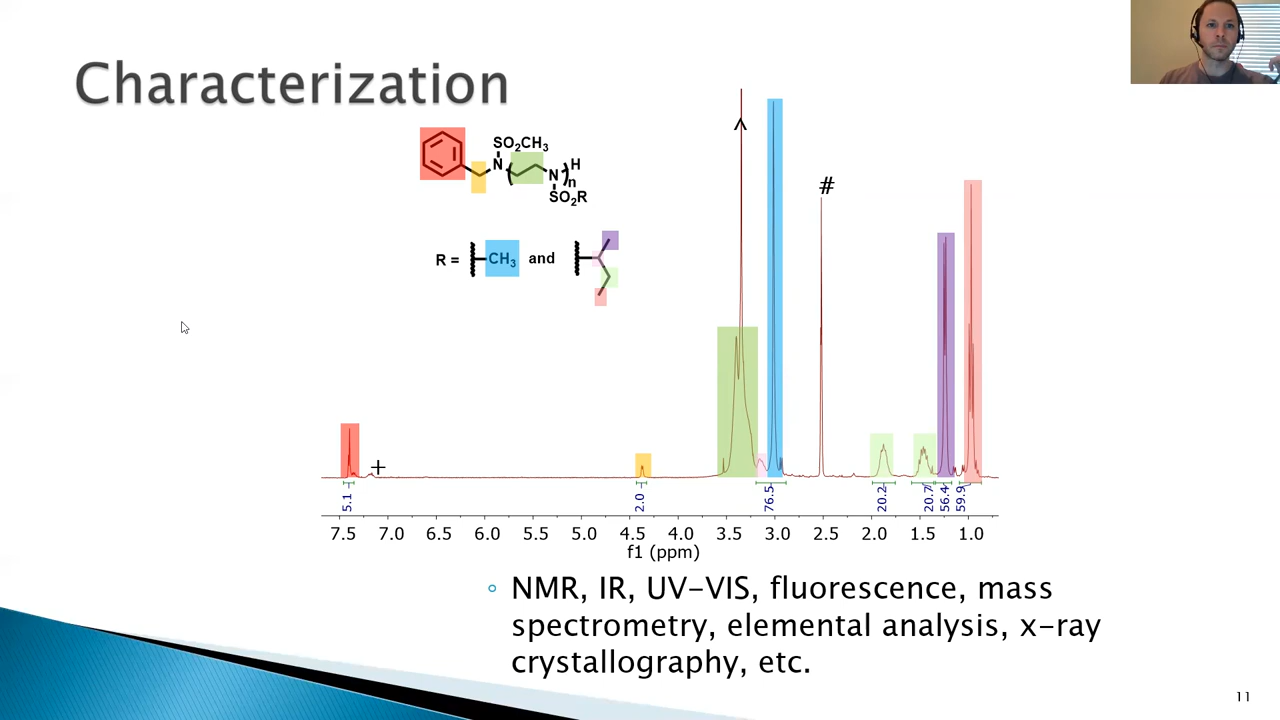 Characterization
SO₂CH₃
N
N
H
n
SO₂R
R = CH₃ and
^
#
+
5.1
2.0
76.5
20.2
20.7
56.4
59.9
7.5 7.0 6.5 6.0 5.5 5.0 4.5 4.0 3.5 3.0 2.5 2.0 1.5 1.0
f1 (ppm)
NMR, IR, UV-VIS, fluorescence, mass
spectrometry, elemental analysis, x-ray
crystallography, etc.
11